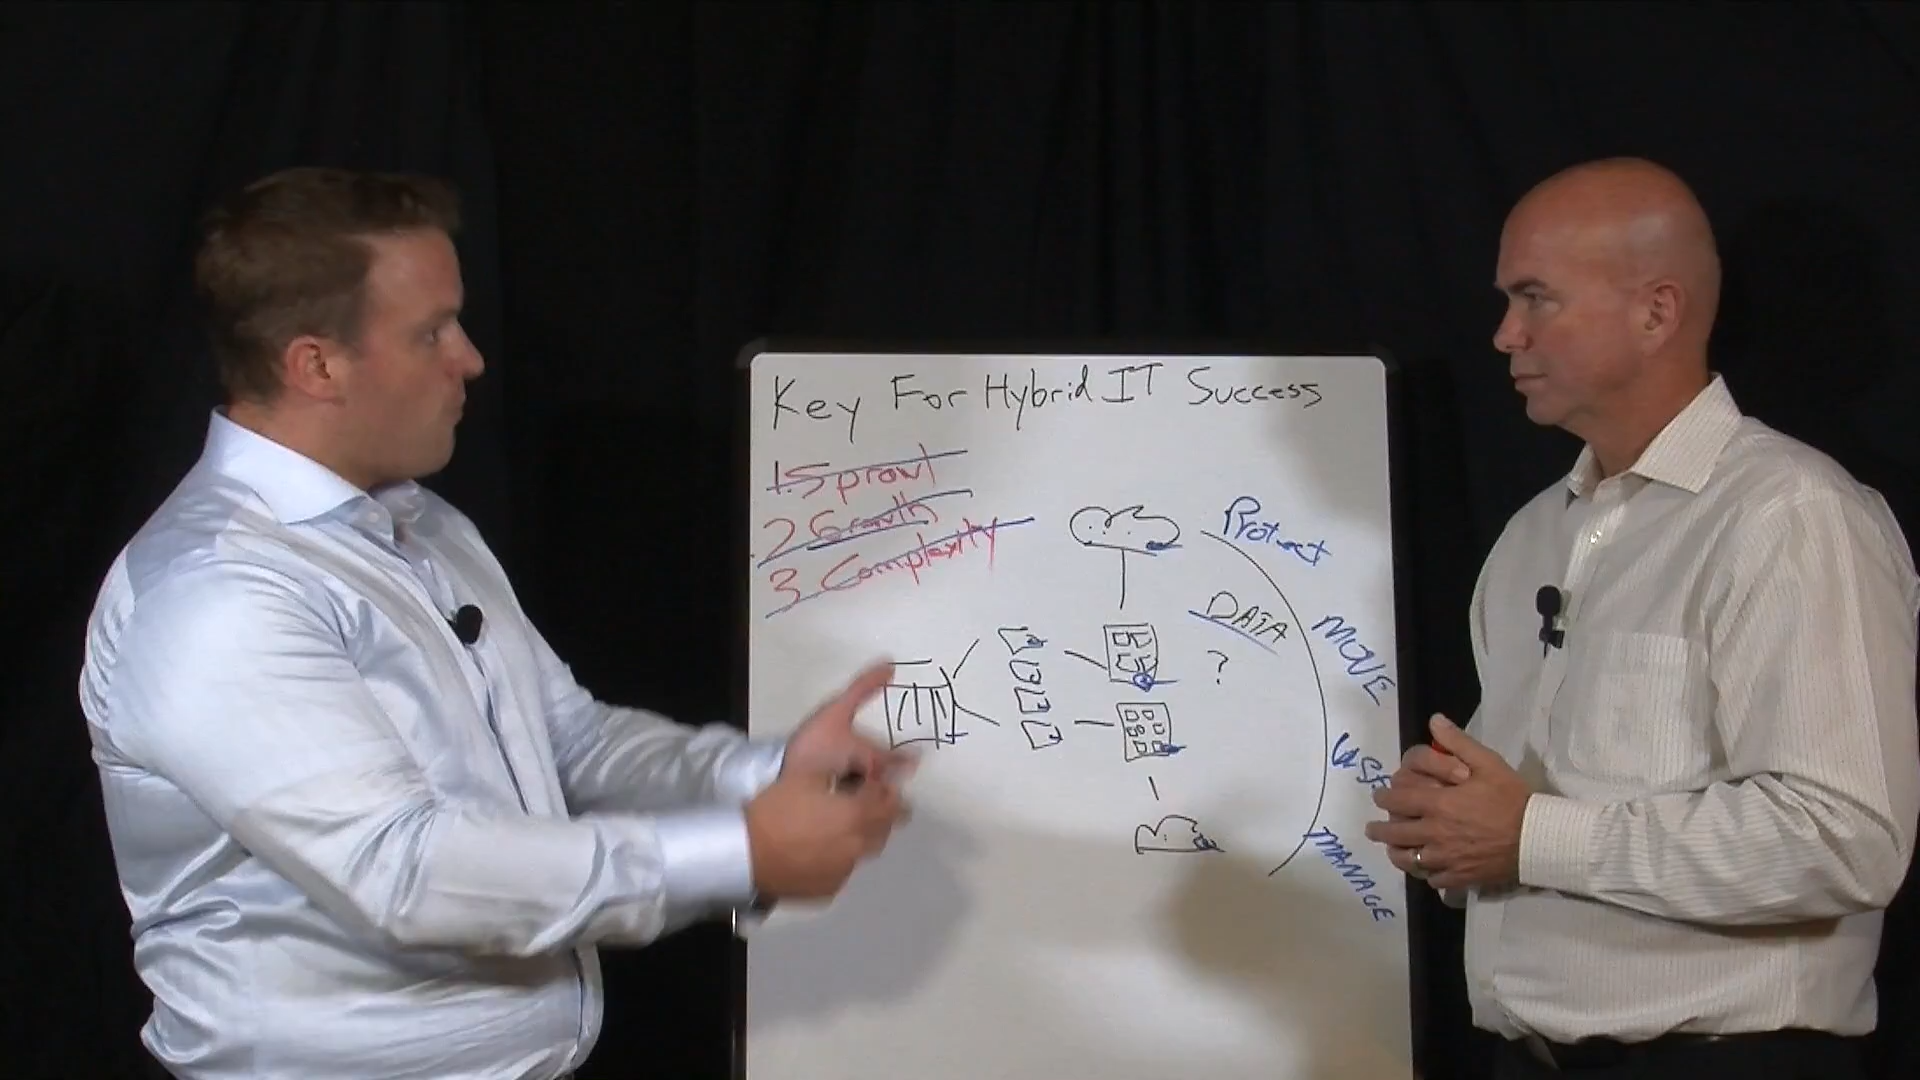 Key For Hybrid IT Success
1. Sprawl
2 Growth
3 Complexity
Protect
DATA
?
MOVE
USE
MANAGE